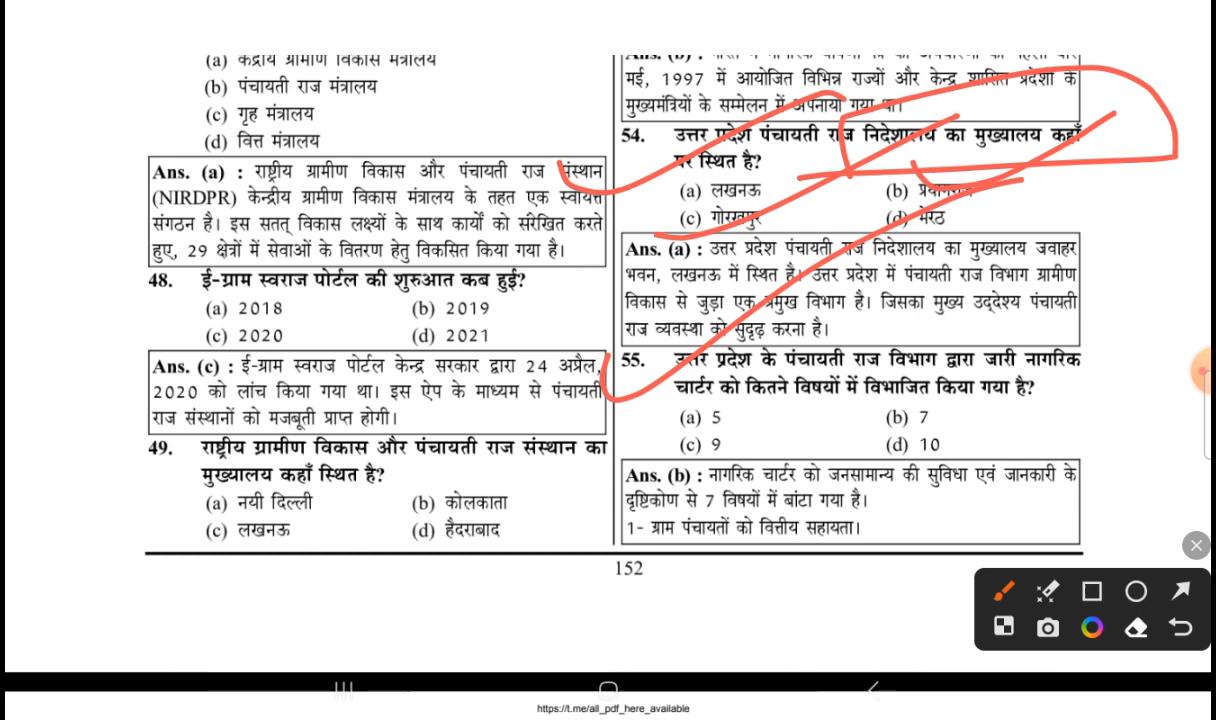 (a) केंद्रीय ग्रामीण विकास मंत्रालय
(b) पंचायती राज मंत्रालय
(c) गृह मंत्रालय
(d) वित्त मंत्रालय
Ans. (a) : राष्ट्रीय ग्रामीण विकास और पंचायती राज संस्थान
(NIRDPR) केन्द्रीय ग्रामीण विकास मंत्रालय के तहत एक स्वायत्त
संगठन है। इस सतत् विकास लक्ष्यों के साथ कार्यों को संरेखित करते
हुए, 29 क्षेत्रों में सेवाओं के वितरण हेतु विकसित किया गया है।
48. ई-ग्राम स्वराज पोर्टल की शुरुआत कब हुई?
(a) 2018 (b) 2019
(c) 2020 (d) 2021
Ans. (c) : ई-ग्राम स्वराज पोर्टल केन्द्र सरकार द्वारा 24 अप्रैल,
2020 को लांच किया गया था। इस ऐप के माध्यम से पंचायती
राज संस्थानों को मजबूती प्राप्त होगी।
49. राष्ट्रीय ग्रामीण विकास और पंचायती राज संस्थान का
मुख्यालय कहाँ स्थित है?
(a) नयी दिल्ली (b) कोलकाता
(c) लखनऊ (d) हैदराबाद
Ans. (b) :
मई, 1997 में आयोजित विभिन्न राज्यों और केन्द्र शासित प्रदेशों के
मुख्यमंत्रियों के सम्मेलन में अपनाया गया था।
54. उत्तर प्रदेश पंचायती राज निदेशालय का मुख्यालय कहाँ
पर स्थित है?
(a) लखनऊ (b) प्रयागराज
(c) गोरखपुर (d) मेरठ
Ans. (a) : उत्तर प्रदेश पंचायती राज निदेशालय का मुख्यालय जवाहर
भवन, लखनऊ में स्थित है। उत्तर प्रदेश में पंचायती राज विभाग ग्रामीण
विकास से जुड़ा एक प्रमुख विभाग है। जिसका मुख्य उद्देश्य पंचायती
राज व्यवस्था को सुदृढ़ करना है।
55. उत्तर प्रदेश के पंचायती राज विभाग द्वारा जारी नागरिक
चार्टर को कितने विषयों में विभाजित किया गया है?
(a) 5 (b) 7
(c) 9 (d) 10
Ans. (b) : नागरिक चार्टर को जनसामान्य की सुविधा एवं जानकारी के
दृष्टिकोण से 7 विषयों में बांटा गया है।
1- ग्राम पंचायतों को वित्तीय सहायता।
152
https://t.me/all_pdf_here_available